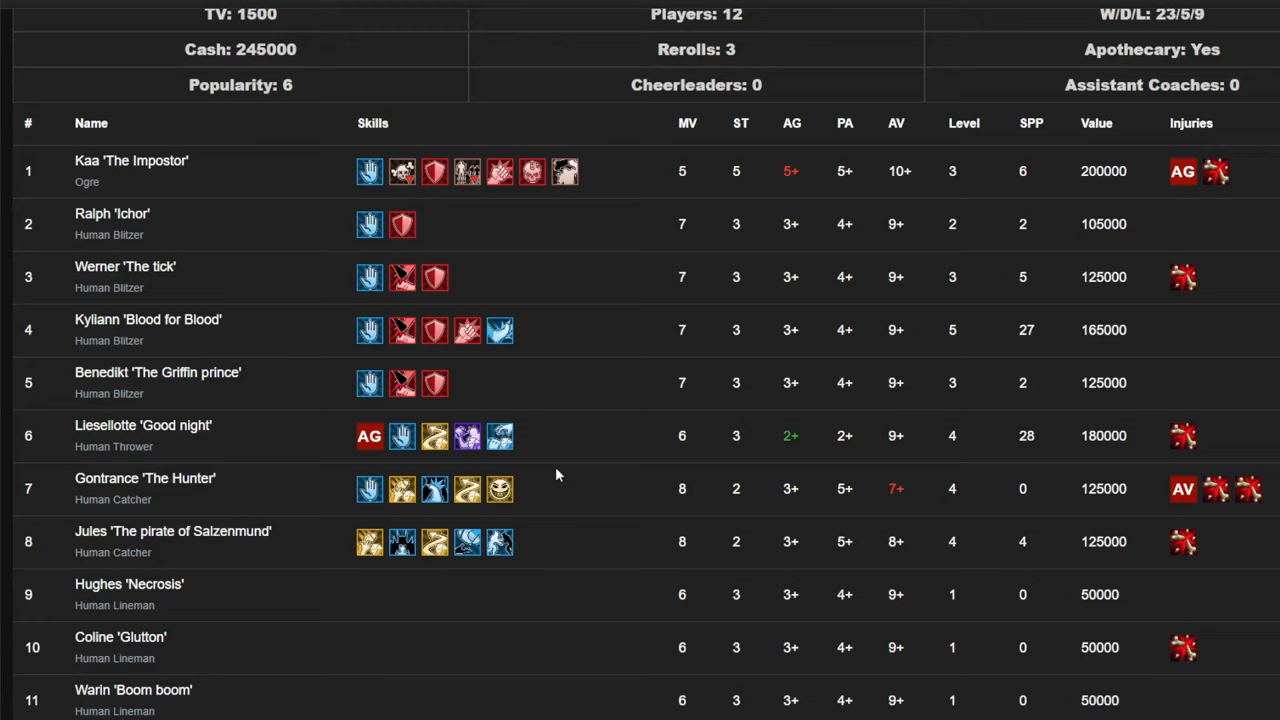 TV: 1500 Players: 12 W/D/L: 23/5/9
Cash: 245000 Rerolls: 3 Apothecary: Yes
Popularity: 6 Cheerleaders: 0 Assistant Coaches: 0
# Name Skills MV ST AG PA AV Level SPP Value Injuries
1 Kaa 'The Impostor' 5 5 5+ 5+ 10+ 3 6 200000 AG
Ogre
2 Ralph 'Ichor' 7 3 3+ 4+ 9+ 2 2 105000
Human Blitzer
3 Werner 'The tick' 7 3 3+ 4+ 9+ 3 5 125000
Human Blitzer
4 Kyliann 'Blood for Blood' 7 3 3+ 4+ 9+ 5 27 165000
Human Blitzer
5 Benedikt 'The Griffin prince' 7 3 3+ 4+ 9+ 3 2 125000
Human Blitzer
6 Liesellotte 'Good night' AG 6 3 2+ 2+ 9+ 4 28 180000
Human Thrower
7 Gontrance 'The Hunter' 8 2 3+ 5+ 7+ 4 0 125000 AV
Human Catcher
8 Jules 'The pirate of Salzenmund' 8 2 3+ 5+ 8+ 4 4 125000
Human Catcher
9 Hughes 'Necrosis' 6 3 3+ 4+ 9+ 1 0 50000
Human Lineman
10 Coline 'Glutton' 6 3 3+ 4+ 9+ 1 0 50000
Human Lineman
11 Warin 'Boom boom' 6 3 3+ 4+ 9+ 1 0 50000
Human Lineman